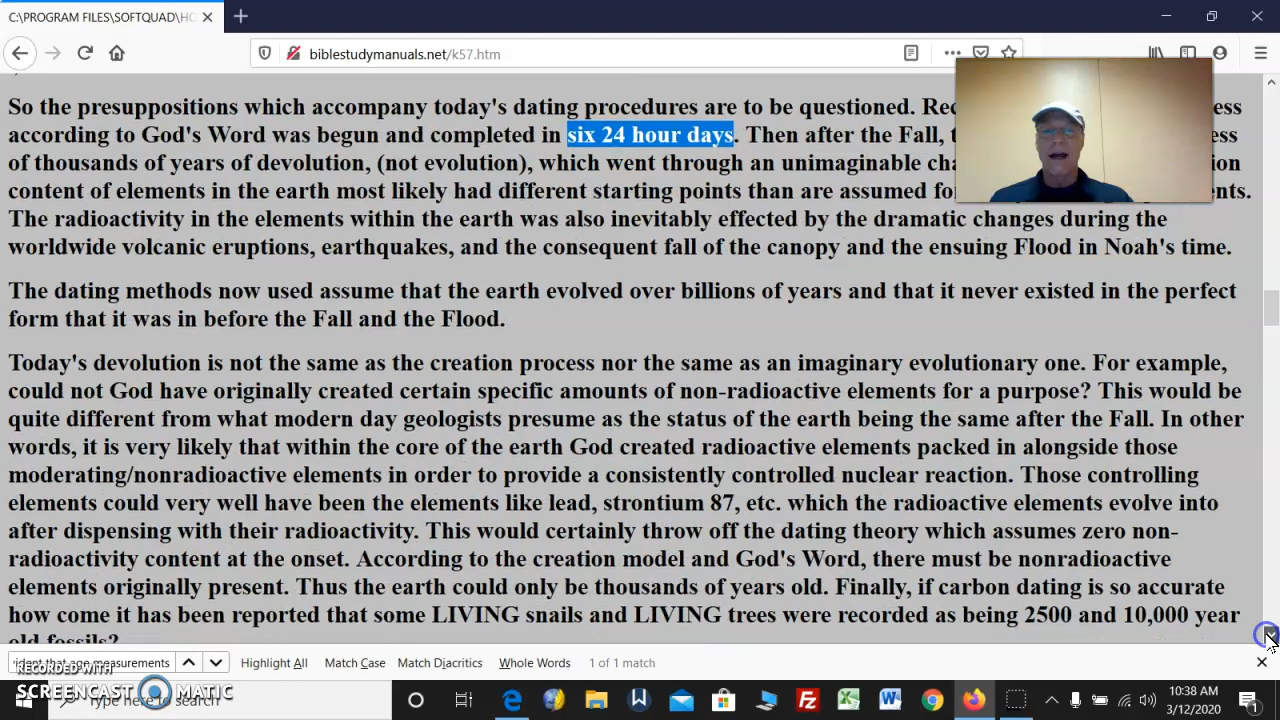 C:\PROGRAM FILES\SOFTQUAD\HO
biblestudymanuals.net/k57.htm
So the presuppositions which accompany today's dating procedures are to be questioned. Rec ess
according to God's Word was begun and completed in six 24 hour days. Then after the Fall, ss
of thousands of years of devolution, (not evolution), which went through an unimaginable ion
content of elements in the earth most likely had different starting points than are assumed nts.
The radioactivity in the elements within the earth was also inevitably effected by the dramatic changes during the
worldwide volcanic eruptions, earthquakes, and the consequent fall of the canopy and the ensuing Flood in Noah's time.
The dating methods now used assume that the earth evolved over billions of years and that it never existed in the perfect
form that it was in before the Fall and the Flood.
Today's devolution is not the same as the creation process nor the same as an imaginary evolutionary one. For example,
could not God have originally created certain specific amounts of non-radioactive elements for a purpose? This would be
quite different from what modern day geologists presume as the status of the earth being the same after the Fall. In other
words, it is very likely that within the core of the earth God created radioactive elements packed in alongside those
moderating/nonradioactive elements in order to provide a consistently controlled nuclear reaction. Those controlling
elements could very well have been the elements like lead, strontium 87, etc. which the radioactive elements evolve into
after dispensing with their radioactivity. This would certainly throw off the dating theory which assumes zero non-
radioactivity content at the onset. According to the creation model and God's Word, there must be nonradioactive
elements originally present. Thus the earth could only be thousands of years old. Finally, if carbon dating is so accurate
how come it has been reported that some LIVING snails and LIVING trees were recorded as being 2500 and 10,000 year
old fossils?
ident that age measurements Highlight All Match Case Match Diacritics Whole Words 1 of 1 match
RECORDED WITH
SCREENCAST MATIC
Type here to search
10:38 AM
3/12/2020
1